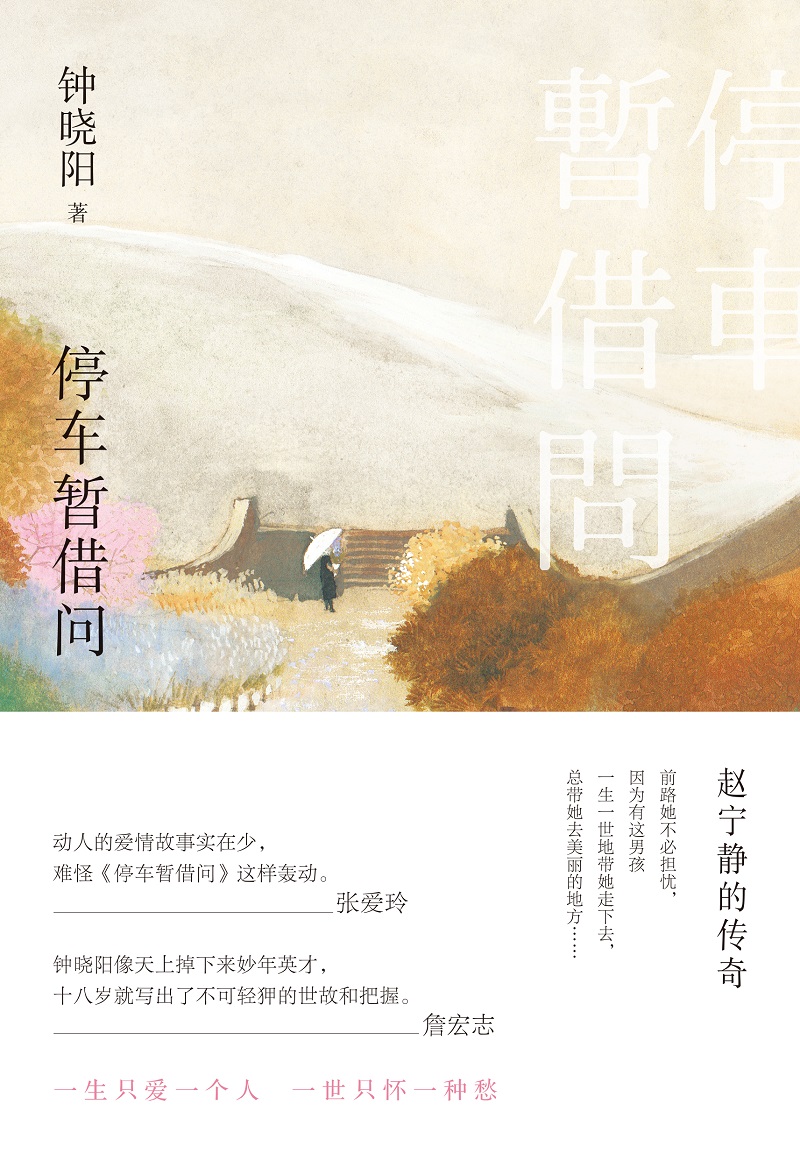 停車
暫借問
钟晓阳 著
停车暂借问
赵宁静的传奇
前路她不必担忧，
因为有这男孩
一生一世地带她走下去，
总带她去美丽的地方……
动人的爱情故事实在少，
难怪《停车暂借问》这样轰动。
张爱玲
钟晓阳像天上掉下来妙年英才，
十八岁就写出了不可轻狎的世故和把握。
詹宏志
一生只爱一个人　一世只怀一种愁